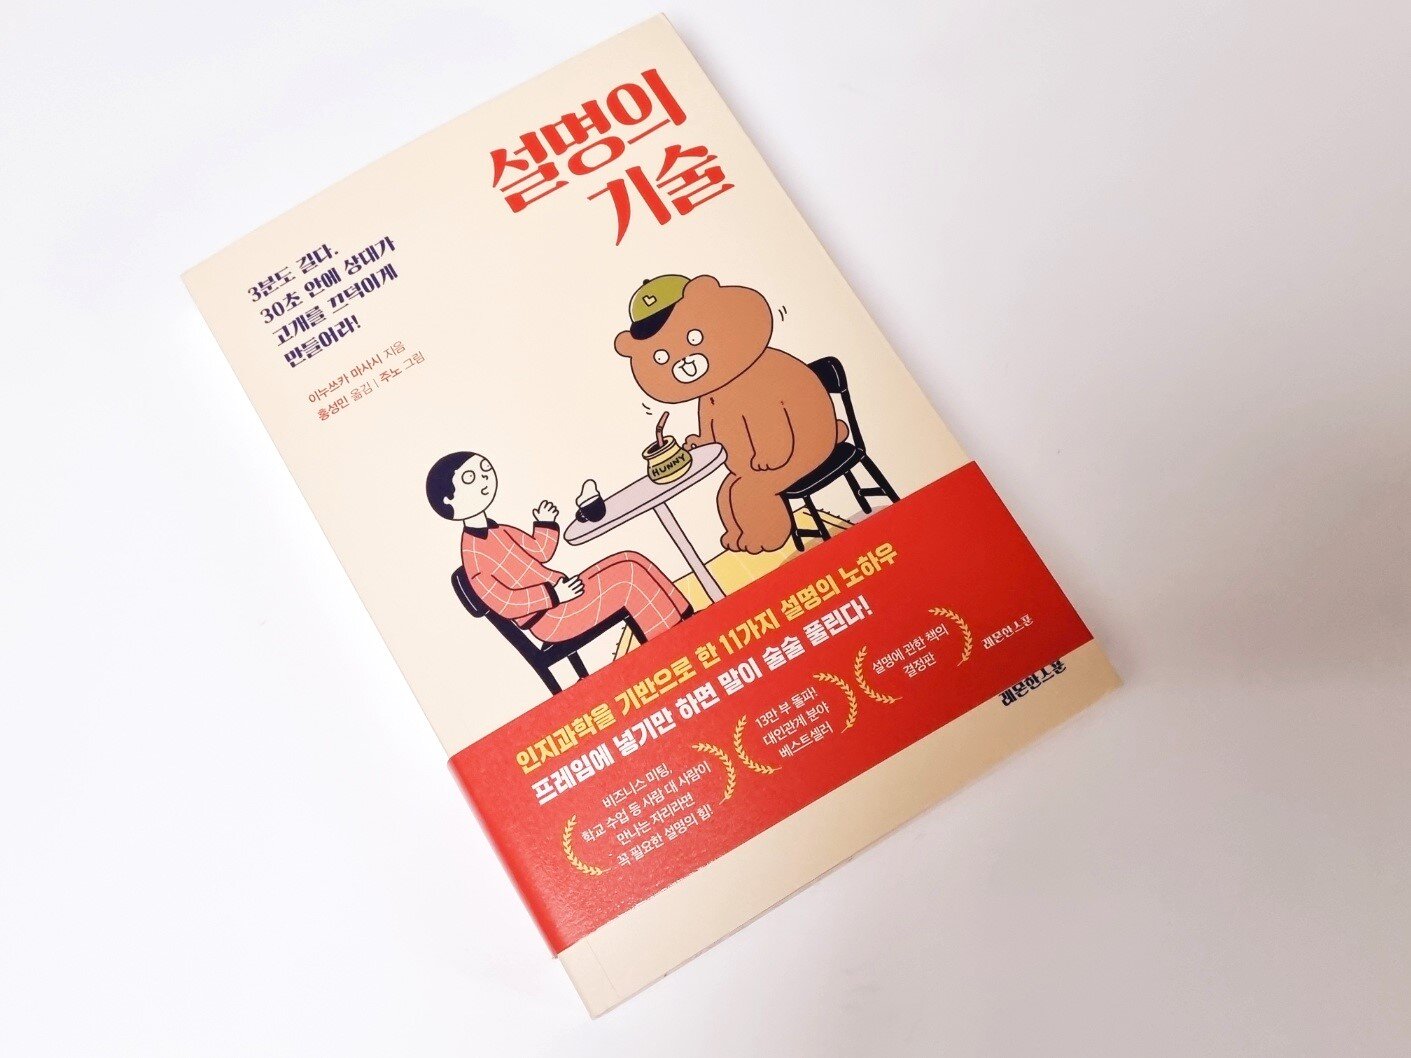 설명의
기술
3분도 길다.
30초 안에 상대가
고개를 끄덕이게
만들어라!
이누쓰카 마사시 지음
홍성민 옮김 | 주노 그림
L
HUNNY
인지과학을 기반으로 한 11가지 설명의 노하우
프레임에 넣기만 하면 말이 술술 풀린다!
비즈니스 미팅,
학교 수업 등 사람 대 사람이
만나는 자리라면
꼭 필요한 설명의 힘!
13만 부 돌파!
대인관계 분야
베스트셀러
설명에 관한 책의
결정판
레몬한스푼
레몬한스푼